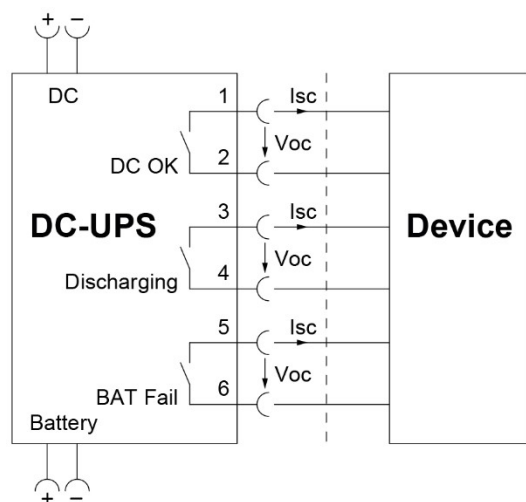 + −
DC
1 Isc
Voc
DC OK 2
3 Isc
DC-UPS Voc Device
Discharging 4
5 Isc
Voc
BAT Fail 6
Battery
+ −